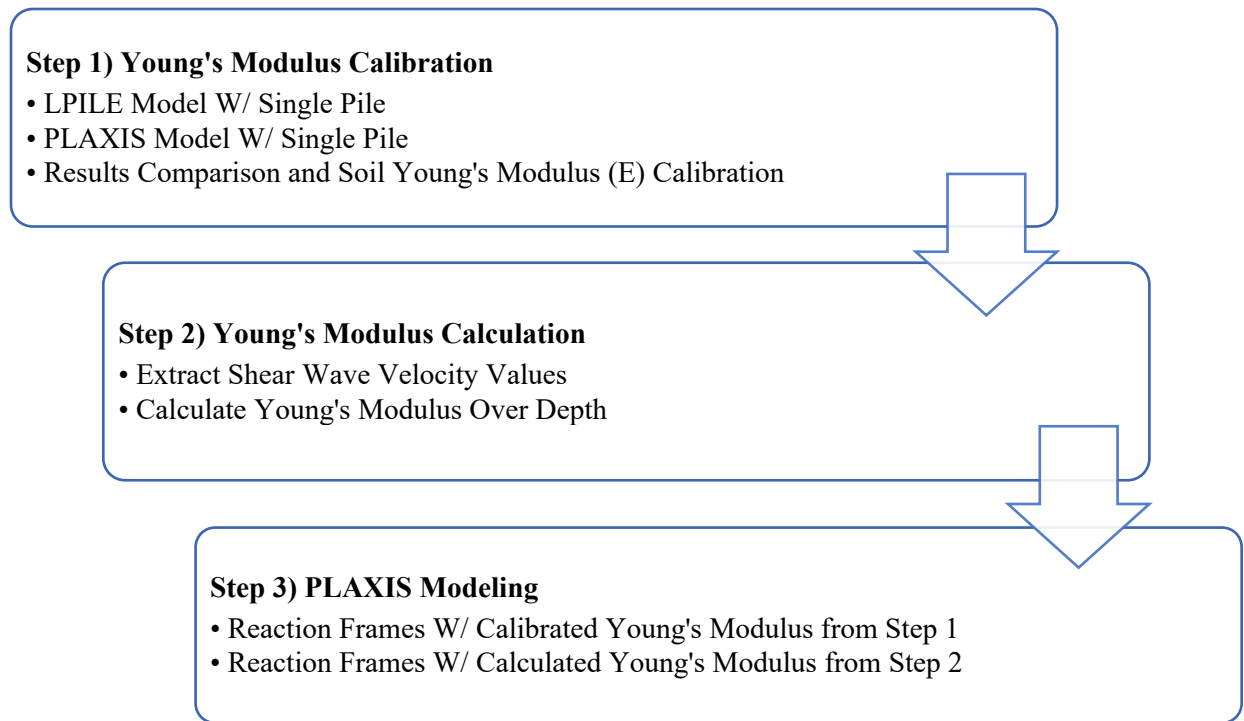 Step 1) Young's Modulus Calibration
• LPILE Model W/ Single Pile
• PLAXIS Model W/ Single Pile
• Results Comparison and Soil Young's Modulus (E) Calibration
Step 2) Young's Modulus Calculation
• Extract Shear Wave Velocity Values
• Calculate Young's Modulus Over Depth
Step 3) PLAXIS Modeling
• Reaction Frames W/ Calibrated Young's Modulus from Step 1
• Reaction Frames W/ Calculated Young's Modulus from Step 2